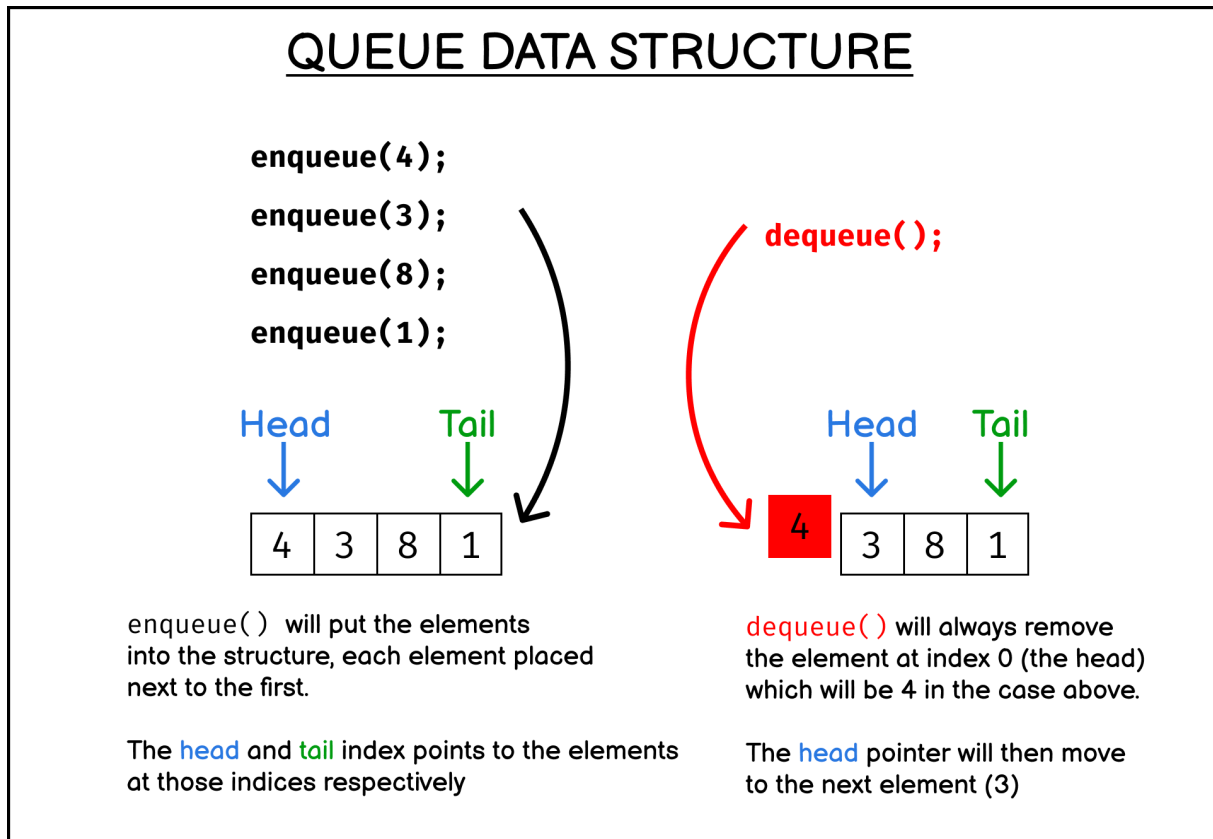 QUEUE DATA STRUCTURE
enqueue(4);
enqueue(3);
enqueue(8);
enqueue(1);
dequeue();
Head
Tail
4 3 8 1
Head
Tail
4 3 8 1
enqueue() will put the elements
into the structure, each element placed
next to the first.
The head and tail index points to the elements
at those indices respectively
dequeue() will always remove
the element at index 0 (the head)
which will be 4 in the case above.
The head pointer will then move
to the next element (3)